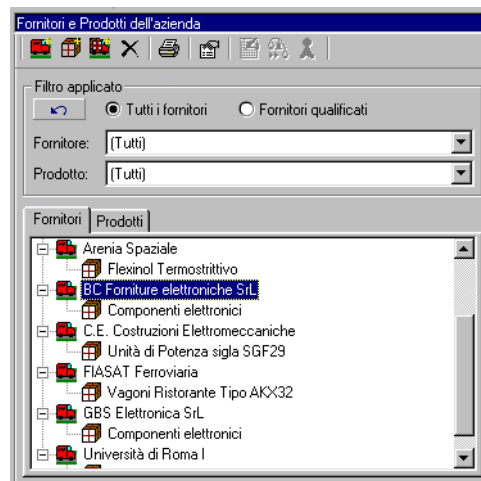 Fornitori e Prodotti dell'azienda
Filtro applicato
Tutti i fornitori Fornitori qualificati
Fornitore: (Tutti)
Prodotto: (Tutti)
Fornitori Prodotti
Arenia Spaziale
Flexinol Termostrittivo
BC Forniture elettroniche SrL
Componenti elettronici
C.E. Costruzioni Elettromeccaniche
Unità di Potenza sigla SGF29
FIASAT Ferroviaria
Vagoni Ristorante Tipo AKX32
GBS Elettronica SrL
Componenti elettronici
Università di Roma I